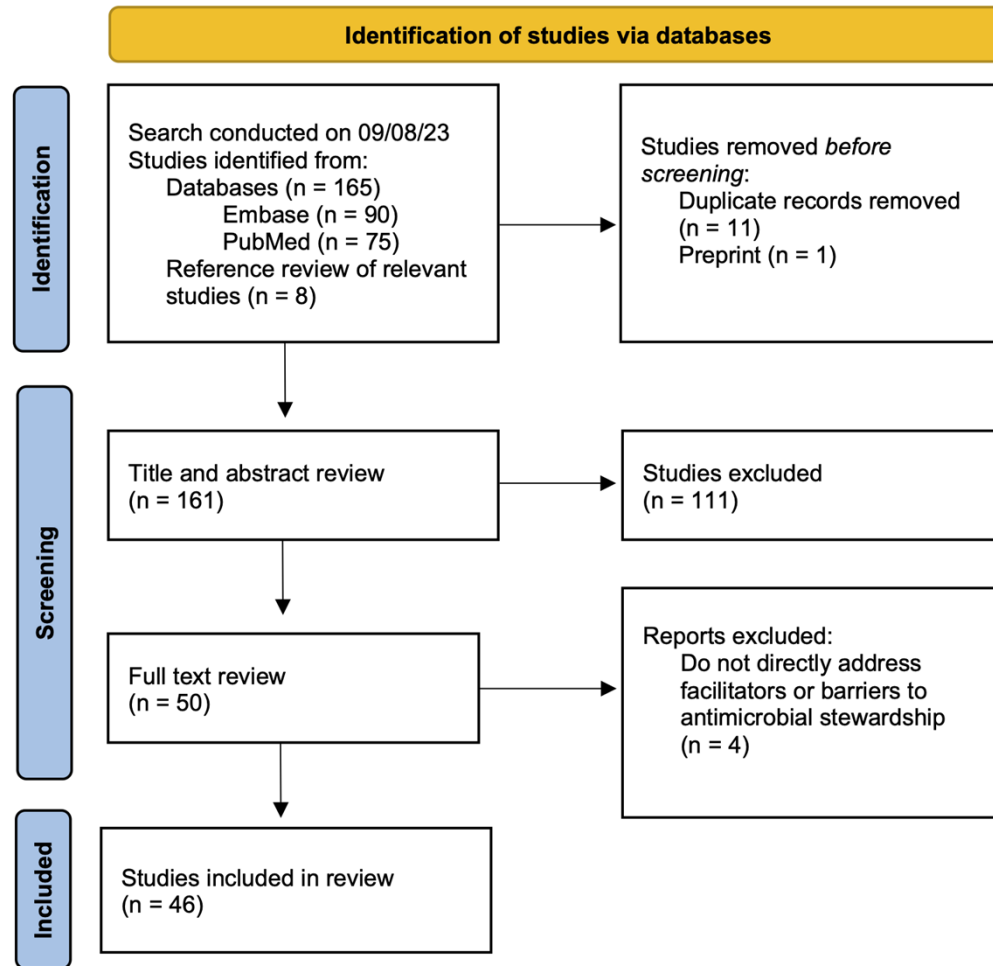 Identification of studies via databases
Identification
Search conducted on 09/08/23
Studies identified from:
Databases (n = 165)
Embase (n = 90)
PubMed (n = 75)
Reference review of relevant
studies (n = 8)
Studies removed before
screening:
Duplicate records removed
(n = 11)
Preprint (n = 1)
Screening
Title and abstract review
(n = 161)
Studies excluded
(n = 111)
Full text review
(n = 50)
Reports excluded:
Do not directly address
facilitators or barriers to
antimicrobial stewardship
(n = 4)
Included
Studies included in review
(n = 46)